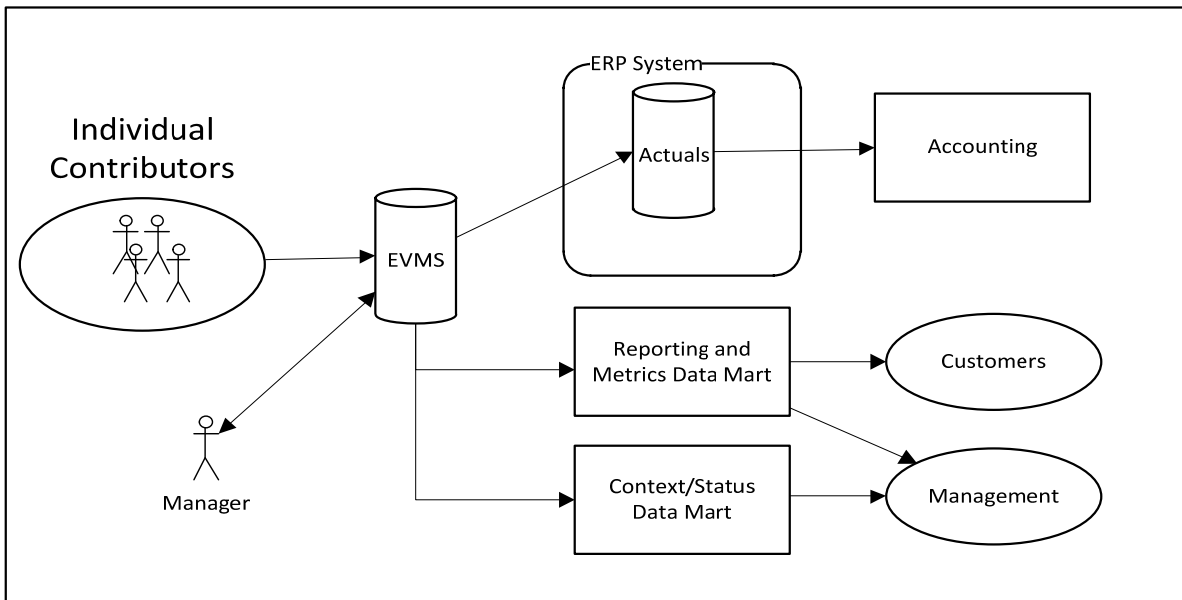 ERP System
Individual
Contributors
Actuals
Accounting
EVMS
Reporting and
Metrics Data Mart
Customers
Manager
Context/Status
Data Mart
Management